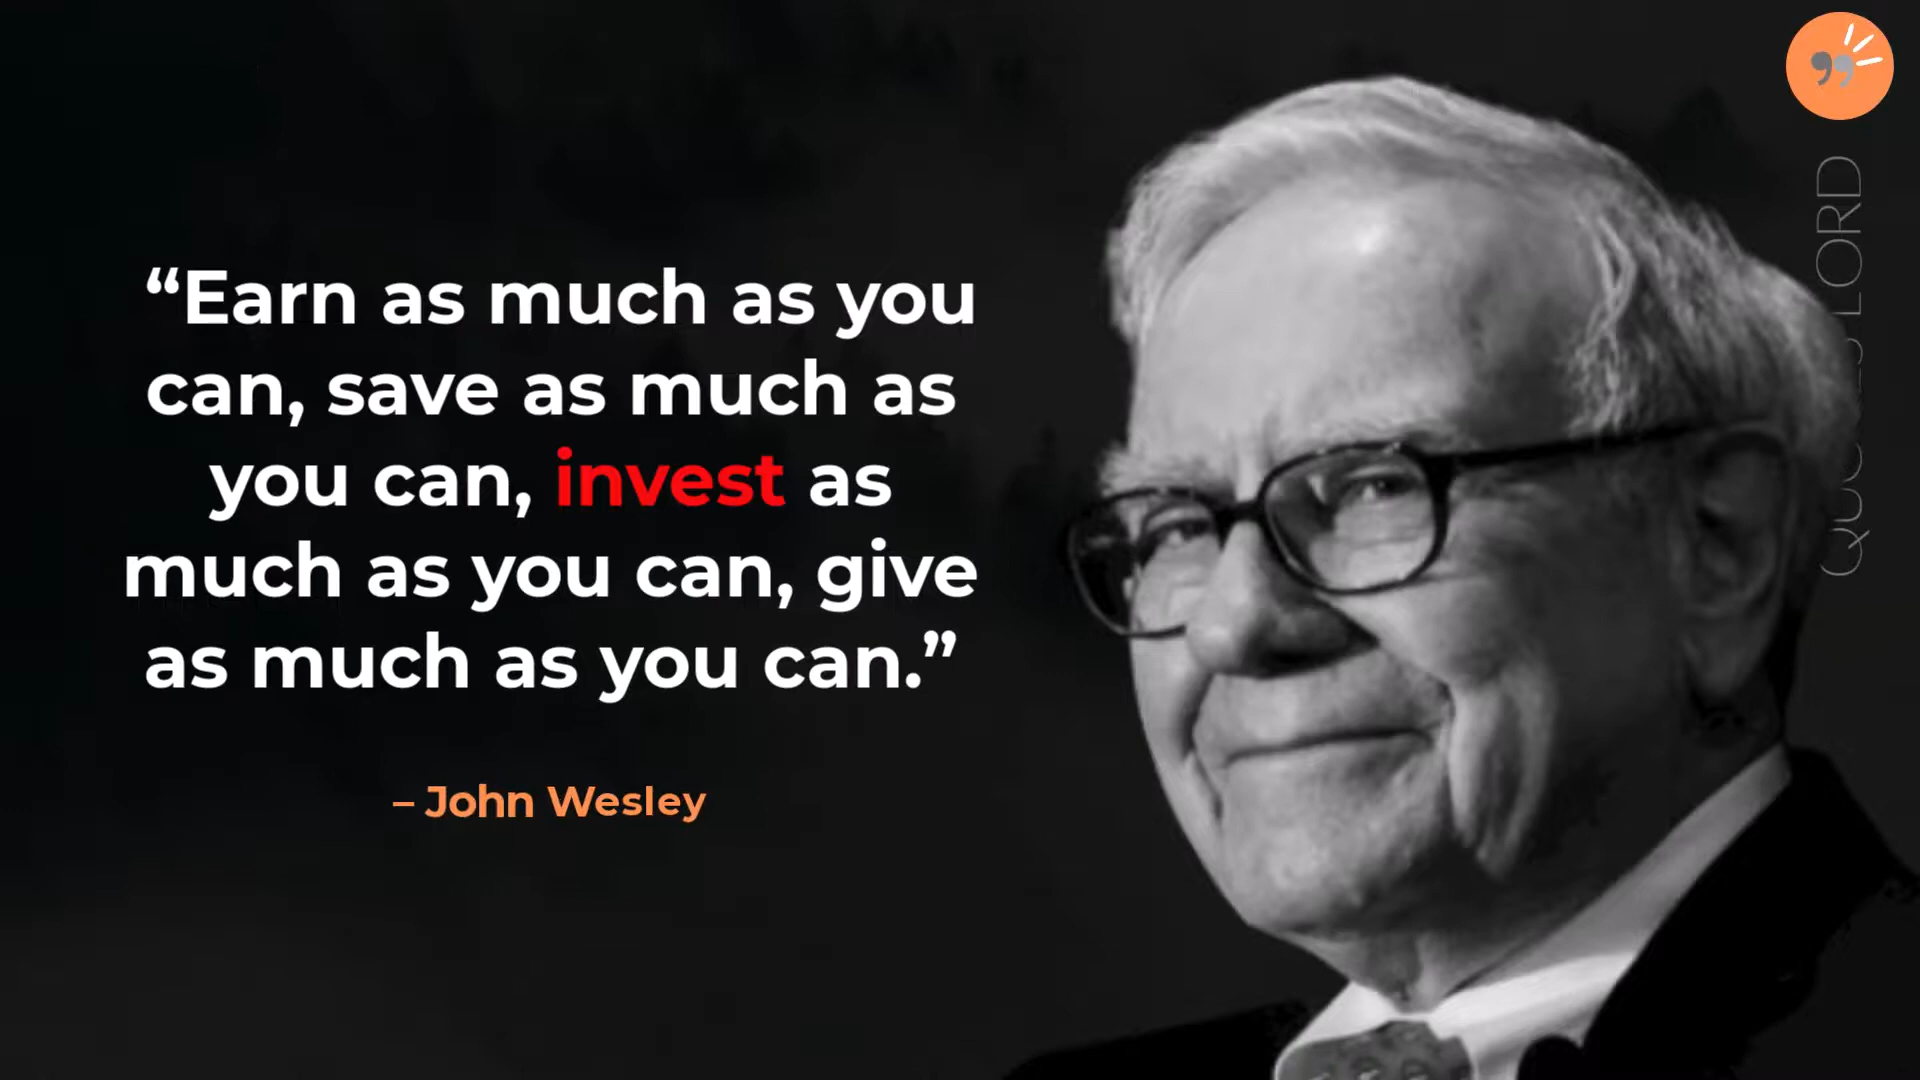 “Earn as much as you
can, save as much as
you can, invest as
much as you can, give
as much as you can.”
– John Wesley
QUOTES LORD